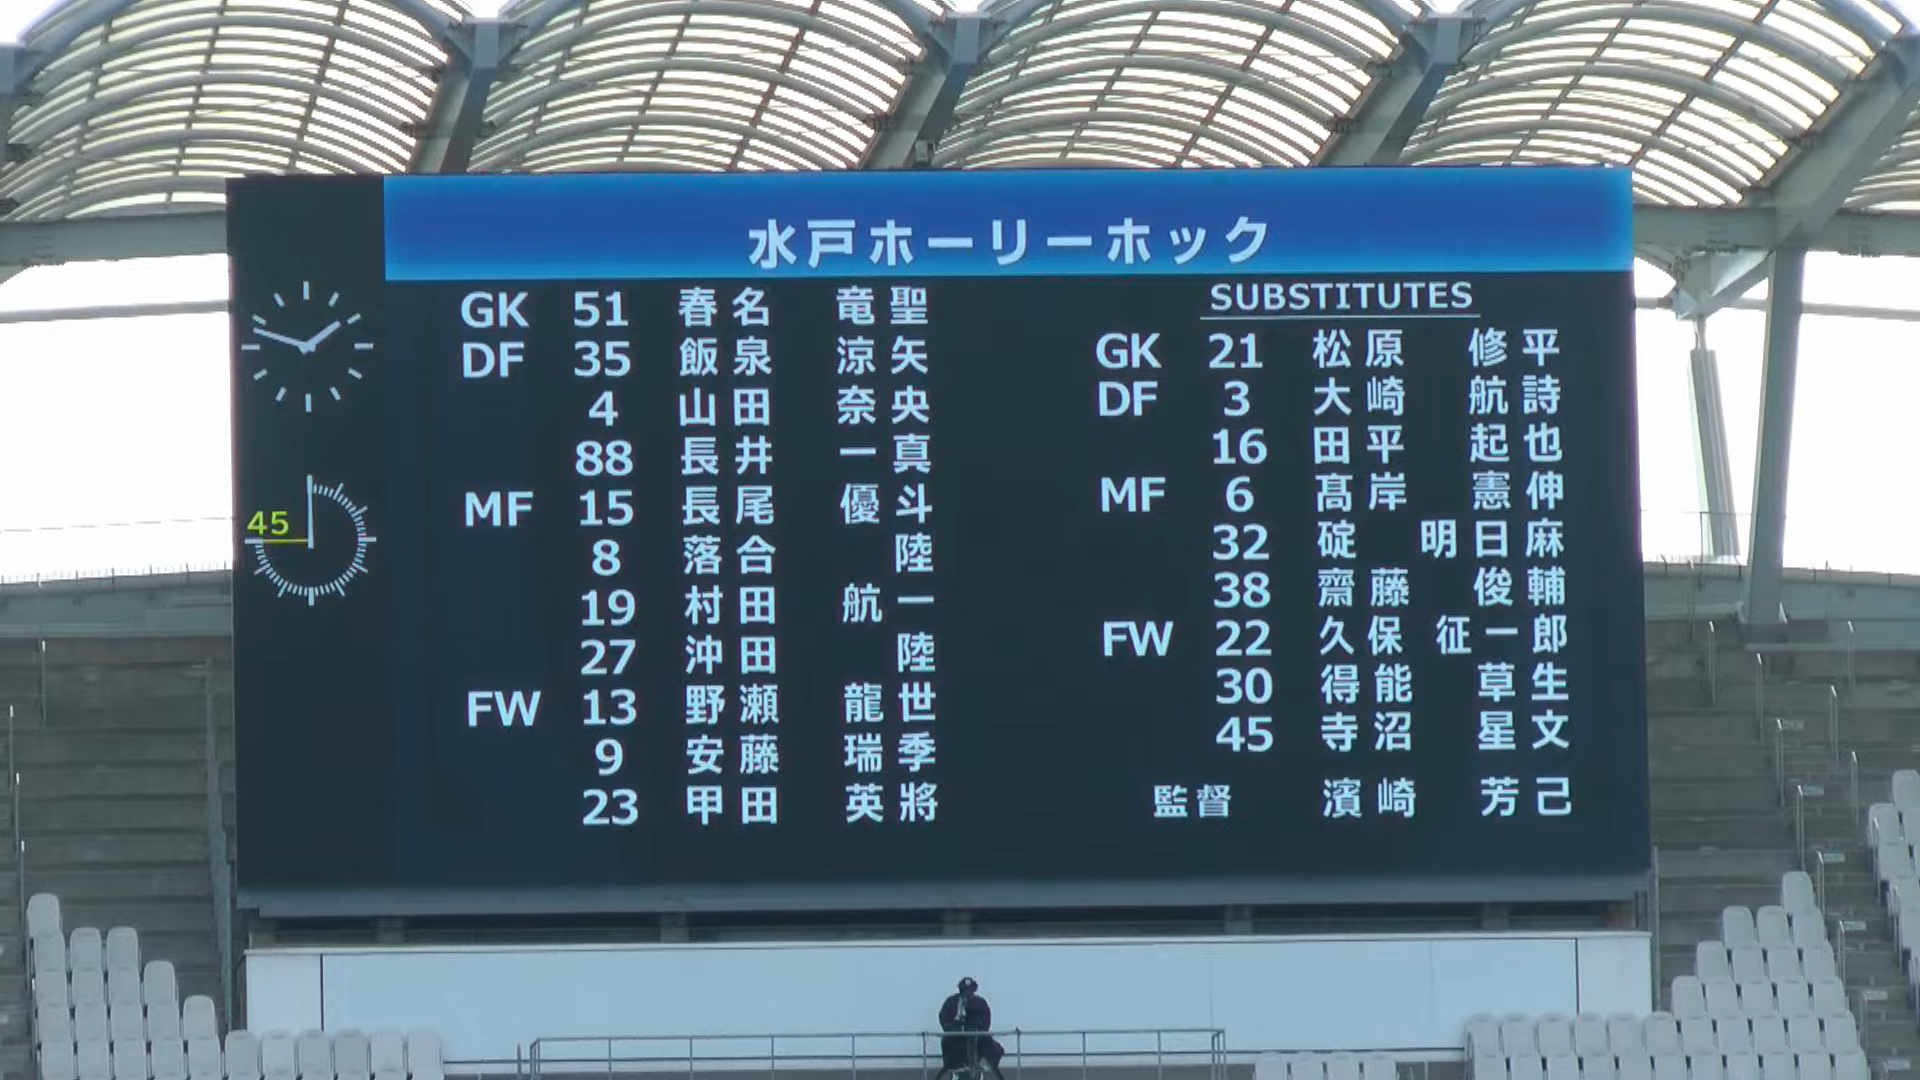 水戸ホーリーホック
GK 51 春名 竜聖
DF 35 飯泉 涼矢
4 山田 奈央
88 長井 一真
MF 15 長尾 優斗
8 落合 陸
19 村田 航一
27 沖田 陸
FW 13 野瀬 龍世
9 安藤 瑞季
23 甲田 英將
SUBSTITUTES
GK 21 松原 修平
DF 3 大崎 航詩
16 田平 起也
MF 6 髙岸 憲伸
32 碇 明日麻
38 齋藤 俊輔
FW 22 久保 征一郎
30 得能 草生
45 寺沼 星文
監督 濱崎 芳己
45